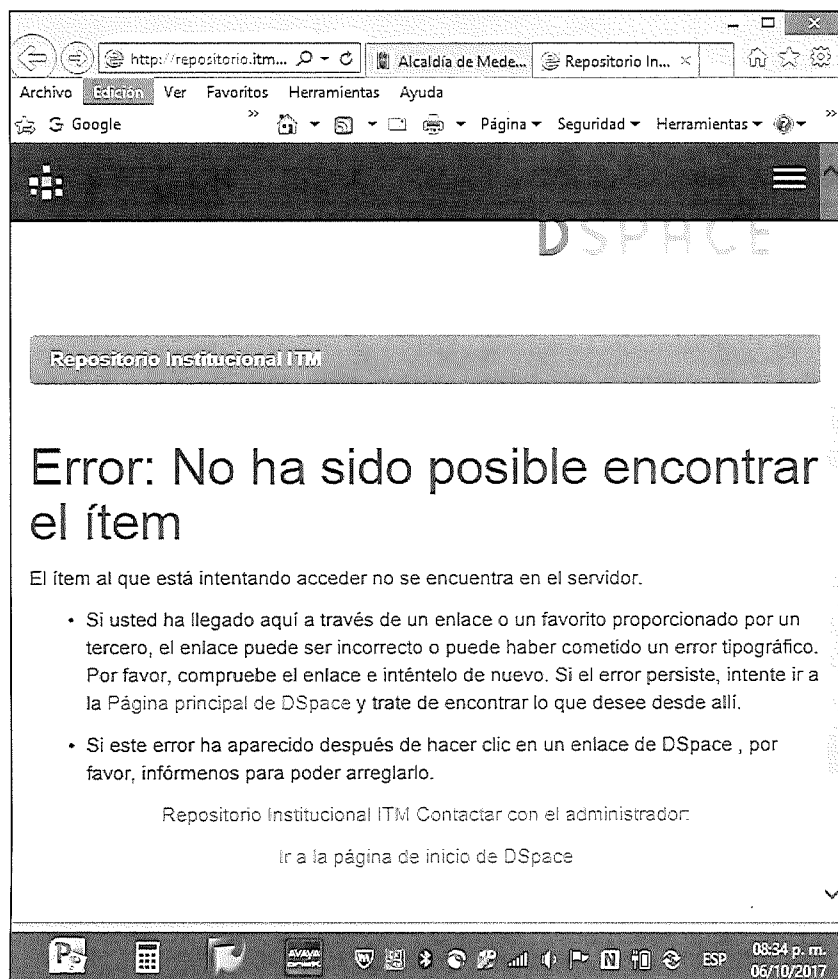 http://repositorio.itm... Alcaldía de Mede... Repositorio In... ×
Archivo Edición Ver Favoritos Herramientas Ayuda
G Google » Página Seguridad Herramientas »
DSPACE
Repositorio Institucional ITM
Error: No ha sido posible encontrar
el ítem
El ítem al que está intentando acceder no se encuentra en el servidor.
• Si usted ha llegado aquí a través de un enlace o un favorito proporcionado por un
tercero, el enlace puede ser incorrecto o puede haber cometido un error tipográfico.
Por favor, compruebe el enlace e inténtelo de nuevo. Si el error persiste, intente ir a
la Página principal de DSpace y trate de encontrar lo que desee desde allí.
• Si este error ha aparecido después de hacer clic en un enlace de DSpace , por
favor, infórmenos para poder arreglarlo.
Repositorio Institucional ITM Contactar con el administrador:
Ir a la página de inicio de DSpace
AVAYA ESP 08:34 p. m.
06/10/2017